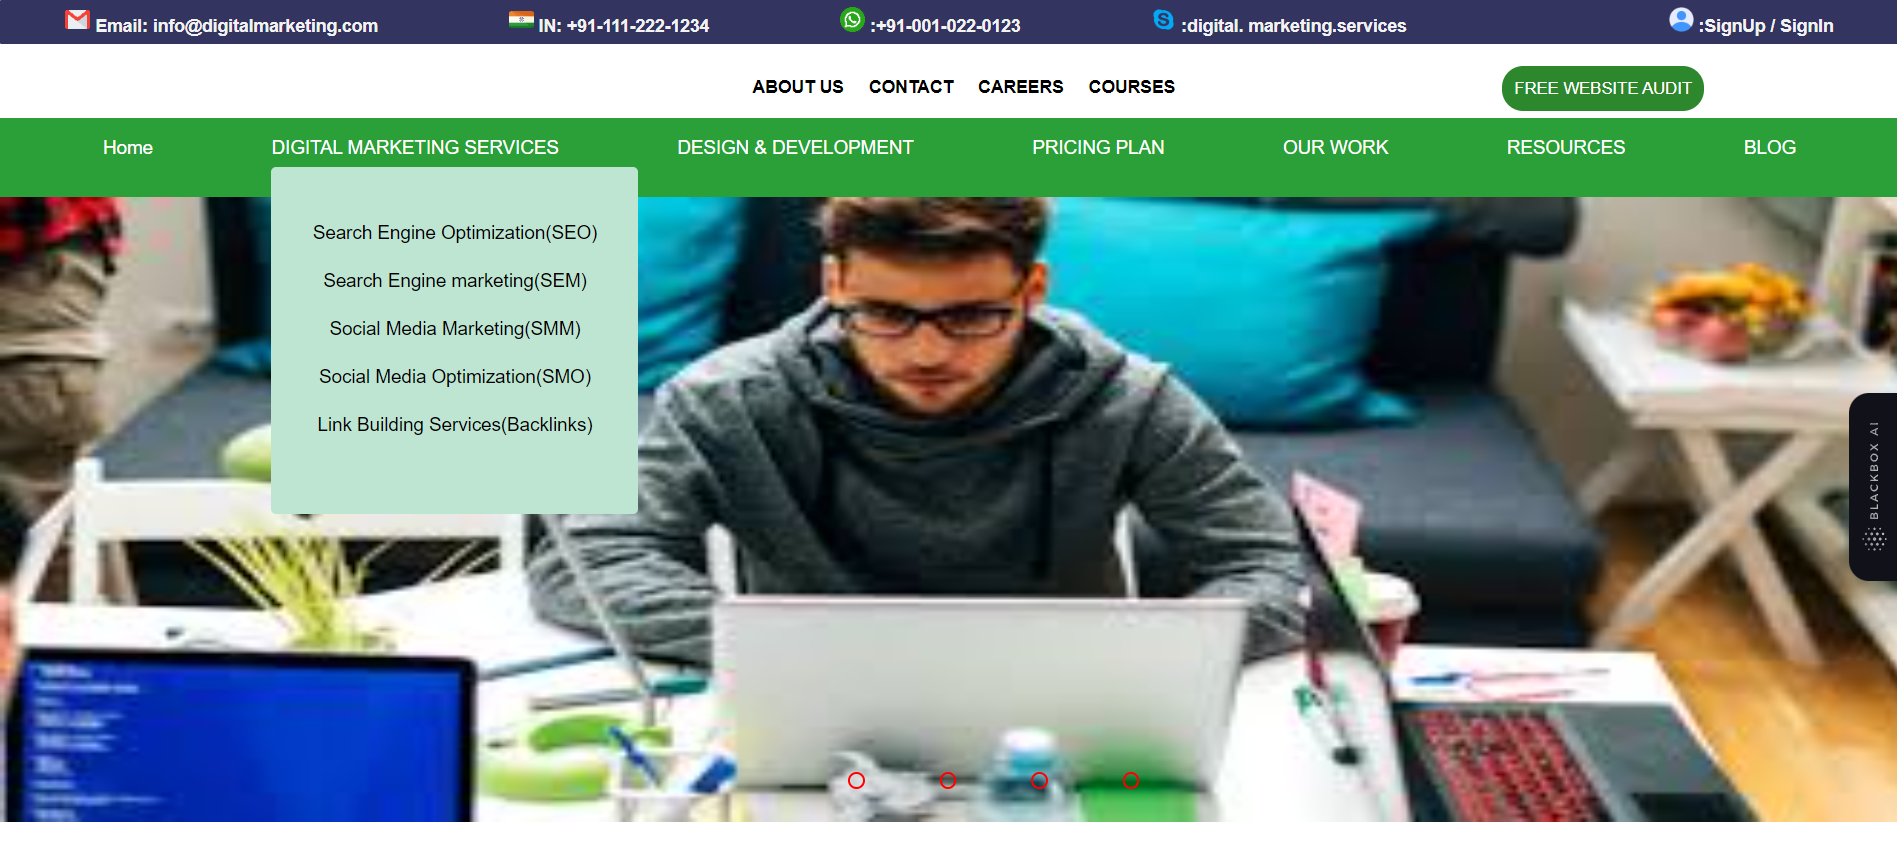 Email: info@digitalmarketing.com IN: +91-111-222-1234 :+91-001-022-0123 :digital. marketing.services :SignUp / SignIn
ABOUT US CONTACT CAREERS COURSES FREE WEBSITE AUDIT
Home DIGITAL MARKETING SERVICES DESIGN & DEVELOPMENT PRICING PLAN OUR WORK RESOURCES BLOG
Search Engine Optimization(SEO)
Search Engine marketing(SEM)
Social Media Marketing(SMM)
Social Media Optimization(SMO)
Link Building Services(Backlinks)
BLACKBOX AI